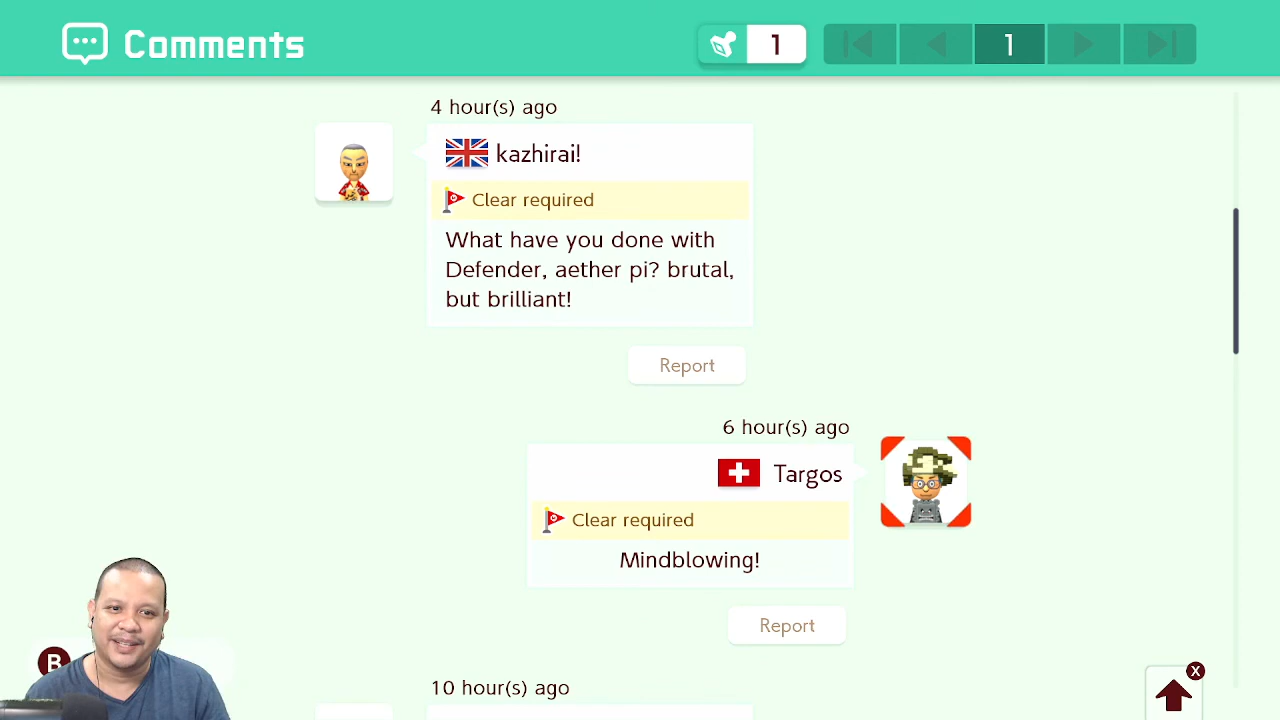 Comments
1
1
4 hour(s) ago
kazhirai!
Clear required
What have you done with
Defender, aether pi? brutal,
but brilliant!
Report
6 hour(s) ago
Targos
Clear required
Mindblowing!
Report
B
X
10 hour(s) ago